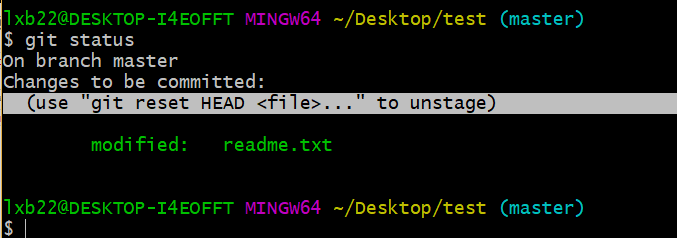 lxb22@DESKTOP-I4EOFFT MINGW64 ~/Desktop/test (master)
$ git status
On branch master
Changes to be committed:
  (use "git reset HEAD <file>..." to unstage)
        modified:   readme.txt
lxb22@DESKTOP-I4EOFFT MINGW64 ~/Desktop/test (master)
$